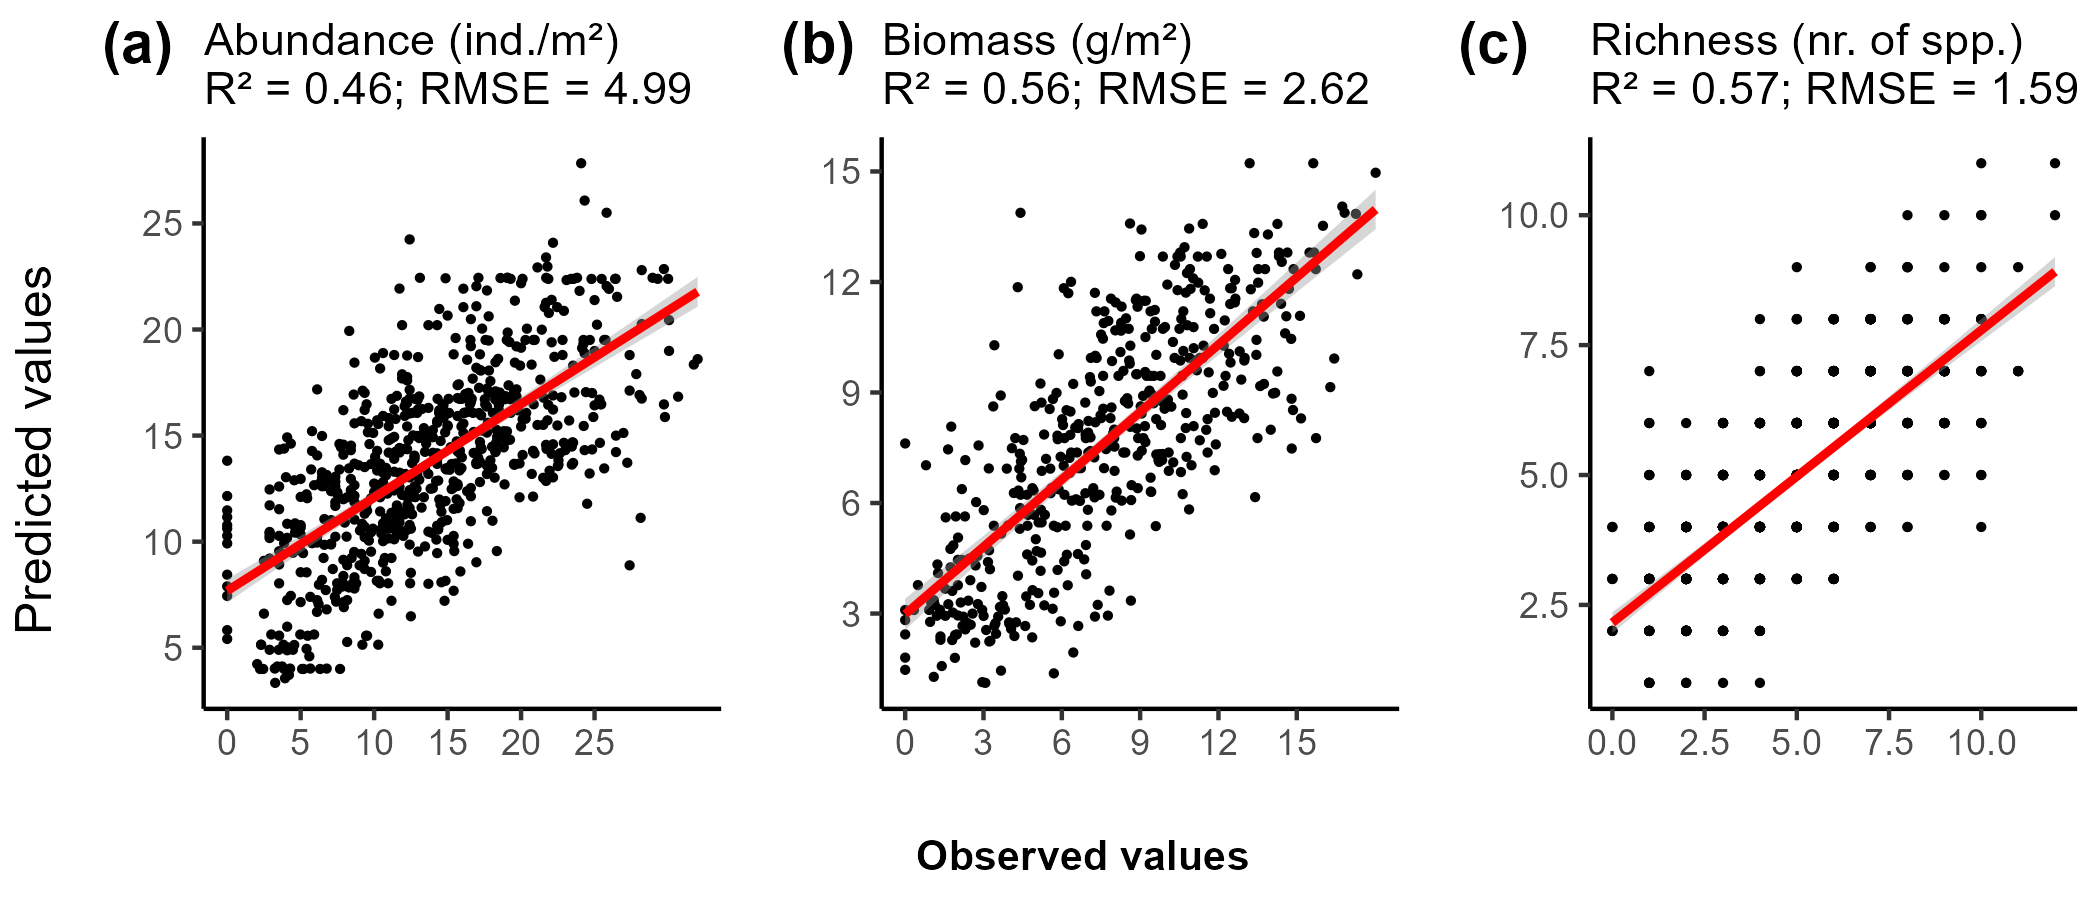 (a) Abundance (ind./m²)
R² = 0.46; RMSE = 4.99
(b) Biomass (g/m²)
R² = 0.56; RMSE = 2.62
(c) Richness (nr. of spp.)
R² = 0.57; RMSE = 1.59
Predicted values
25
20
15
10
5
0 5 10 15 20 25
15
12
9
6
3
0 3 6 9 12 15
10.0
7.5
5.0
2.5
0.0 2.5 5.0 7.5 10.0
Observed values